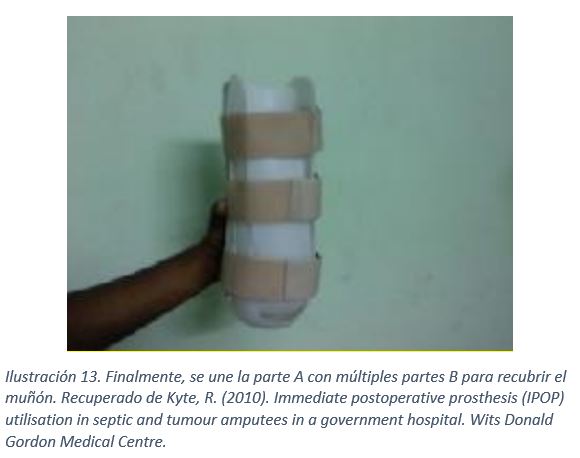 Ilustración 13. Finalmente, se une la parte A con múltiples partes B para recubrir el
muñón. Recuperado de Kyte, R. (2010). Immediate postoperative prosthesis (IPOP)
utilisation in septic and tumour amputees in a government hospital. Wits Donald
Gordon Medical Centre.